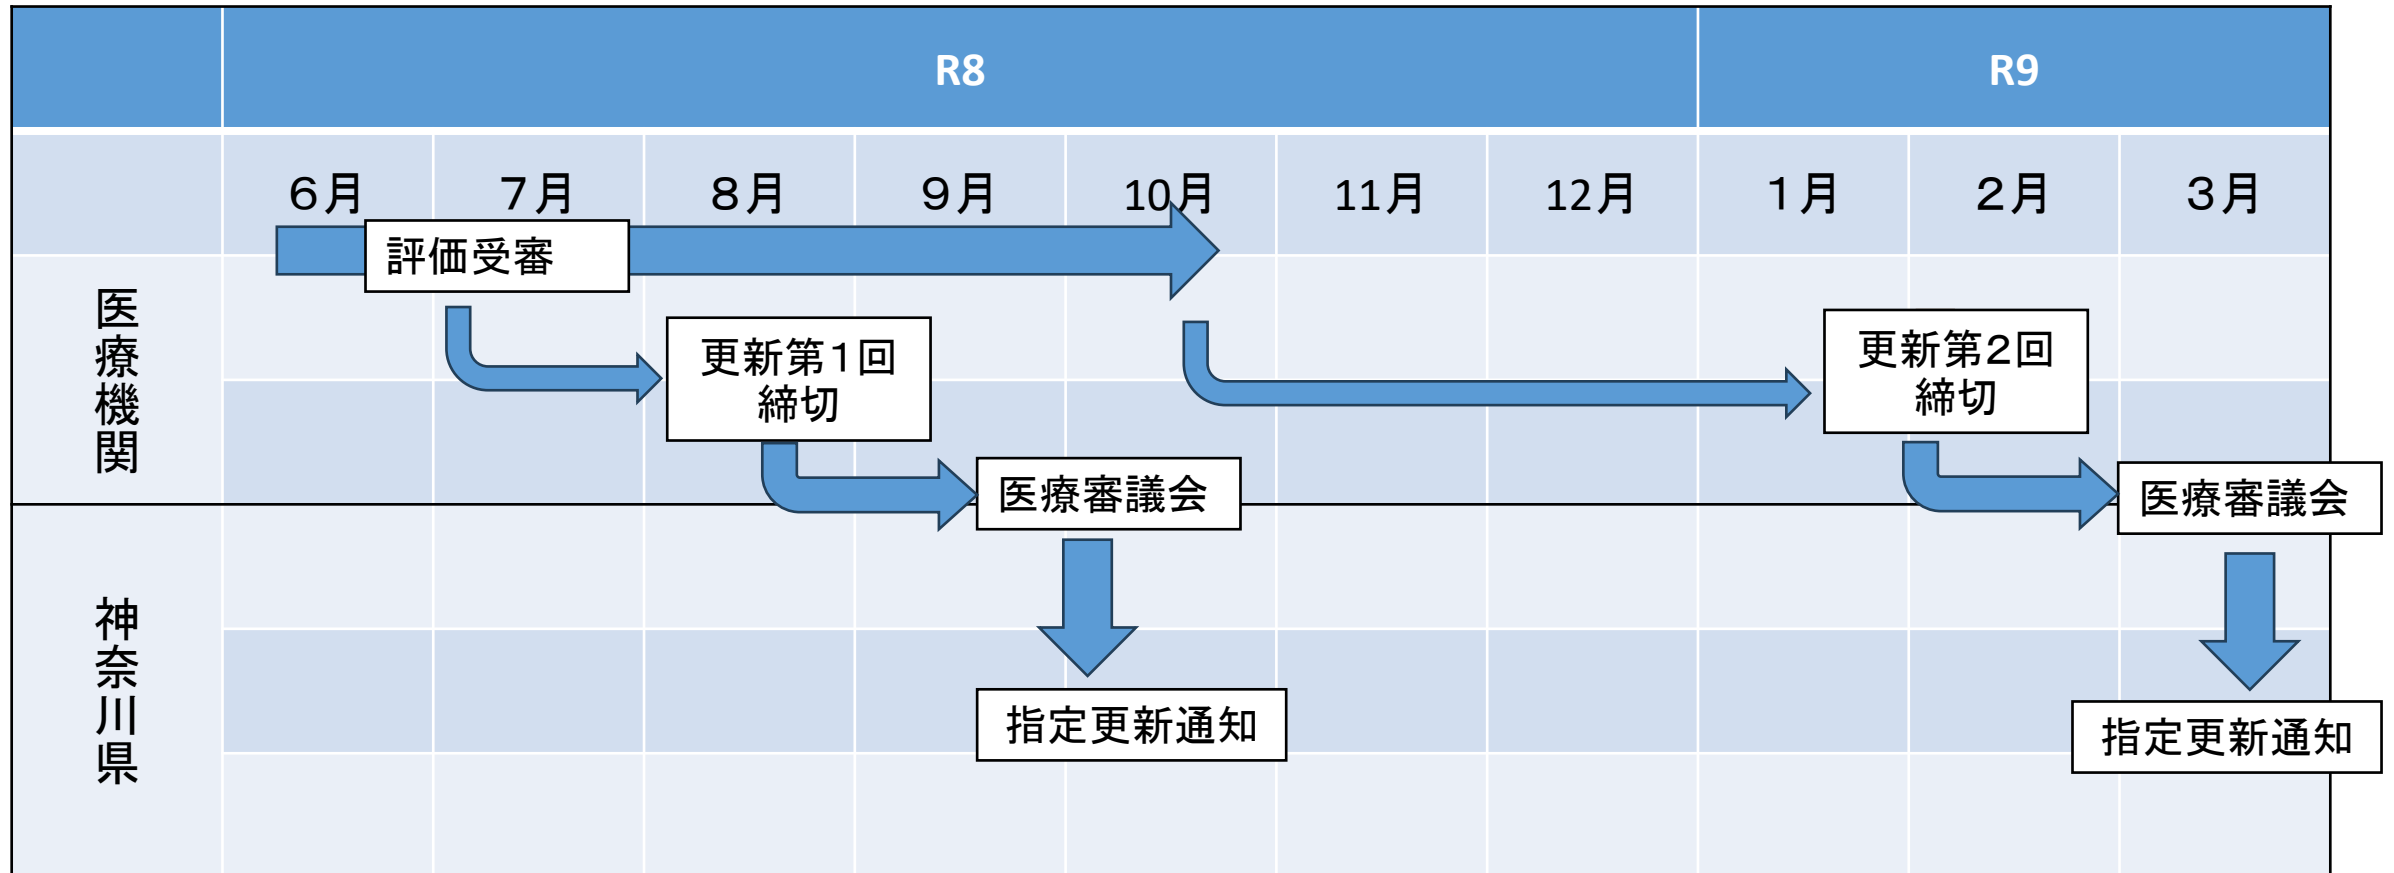 R8
R9
６月
７月
８月
９月
10月
11月
12月
１月
２月
３月
医療機関
評価受審
更新第１回
締切
更新第２回
締切
医療審議会
医療審議会
神奈川県
指定更新通知
指定更新通知